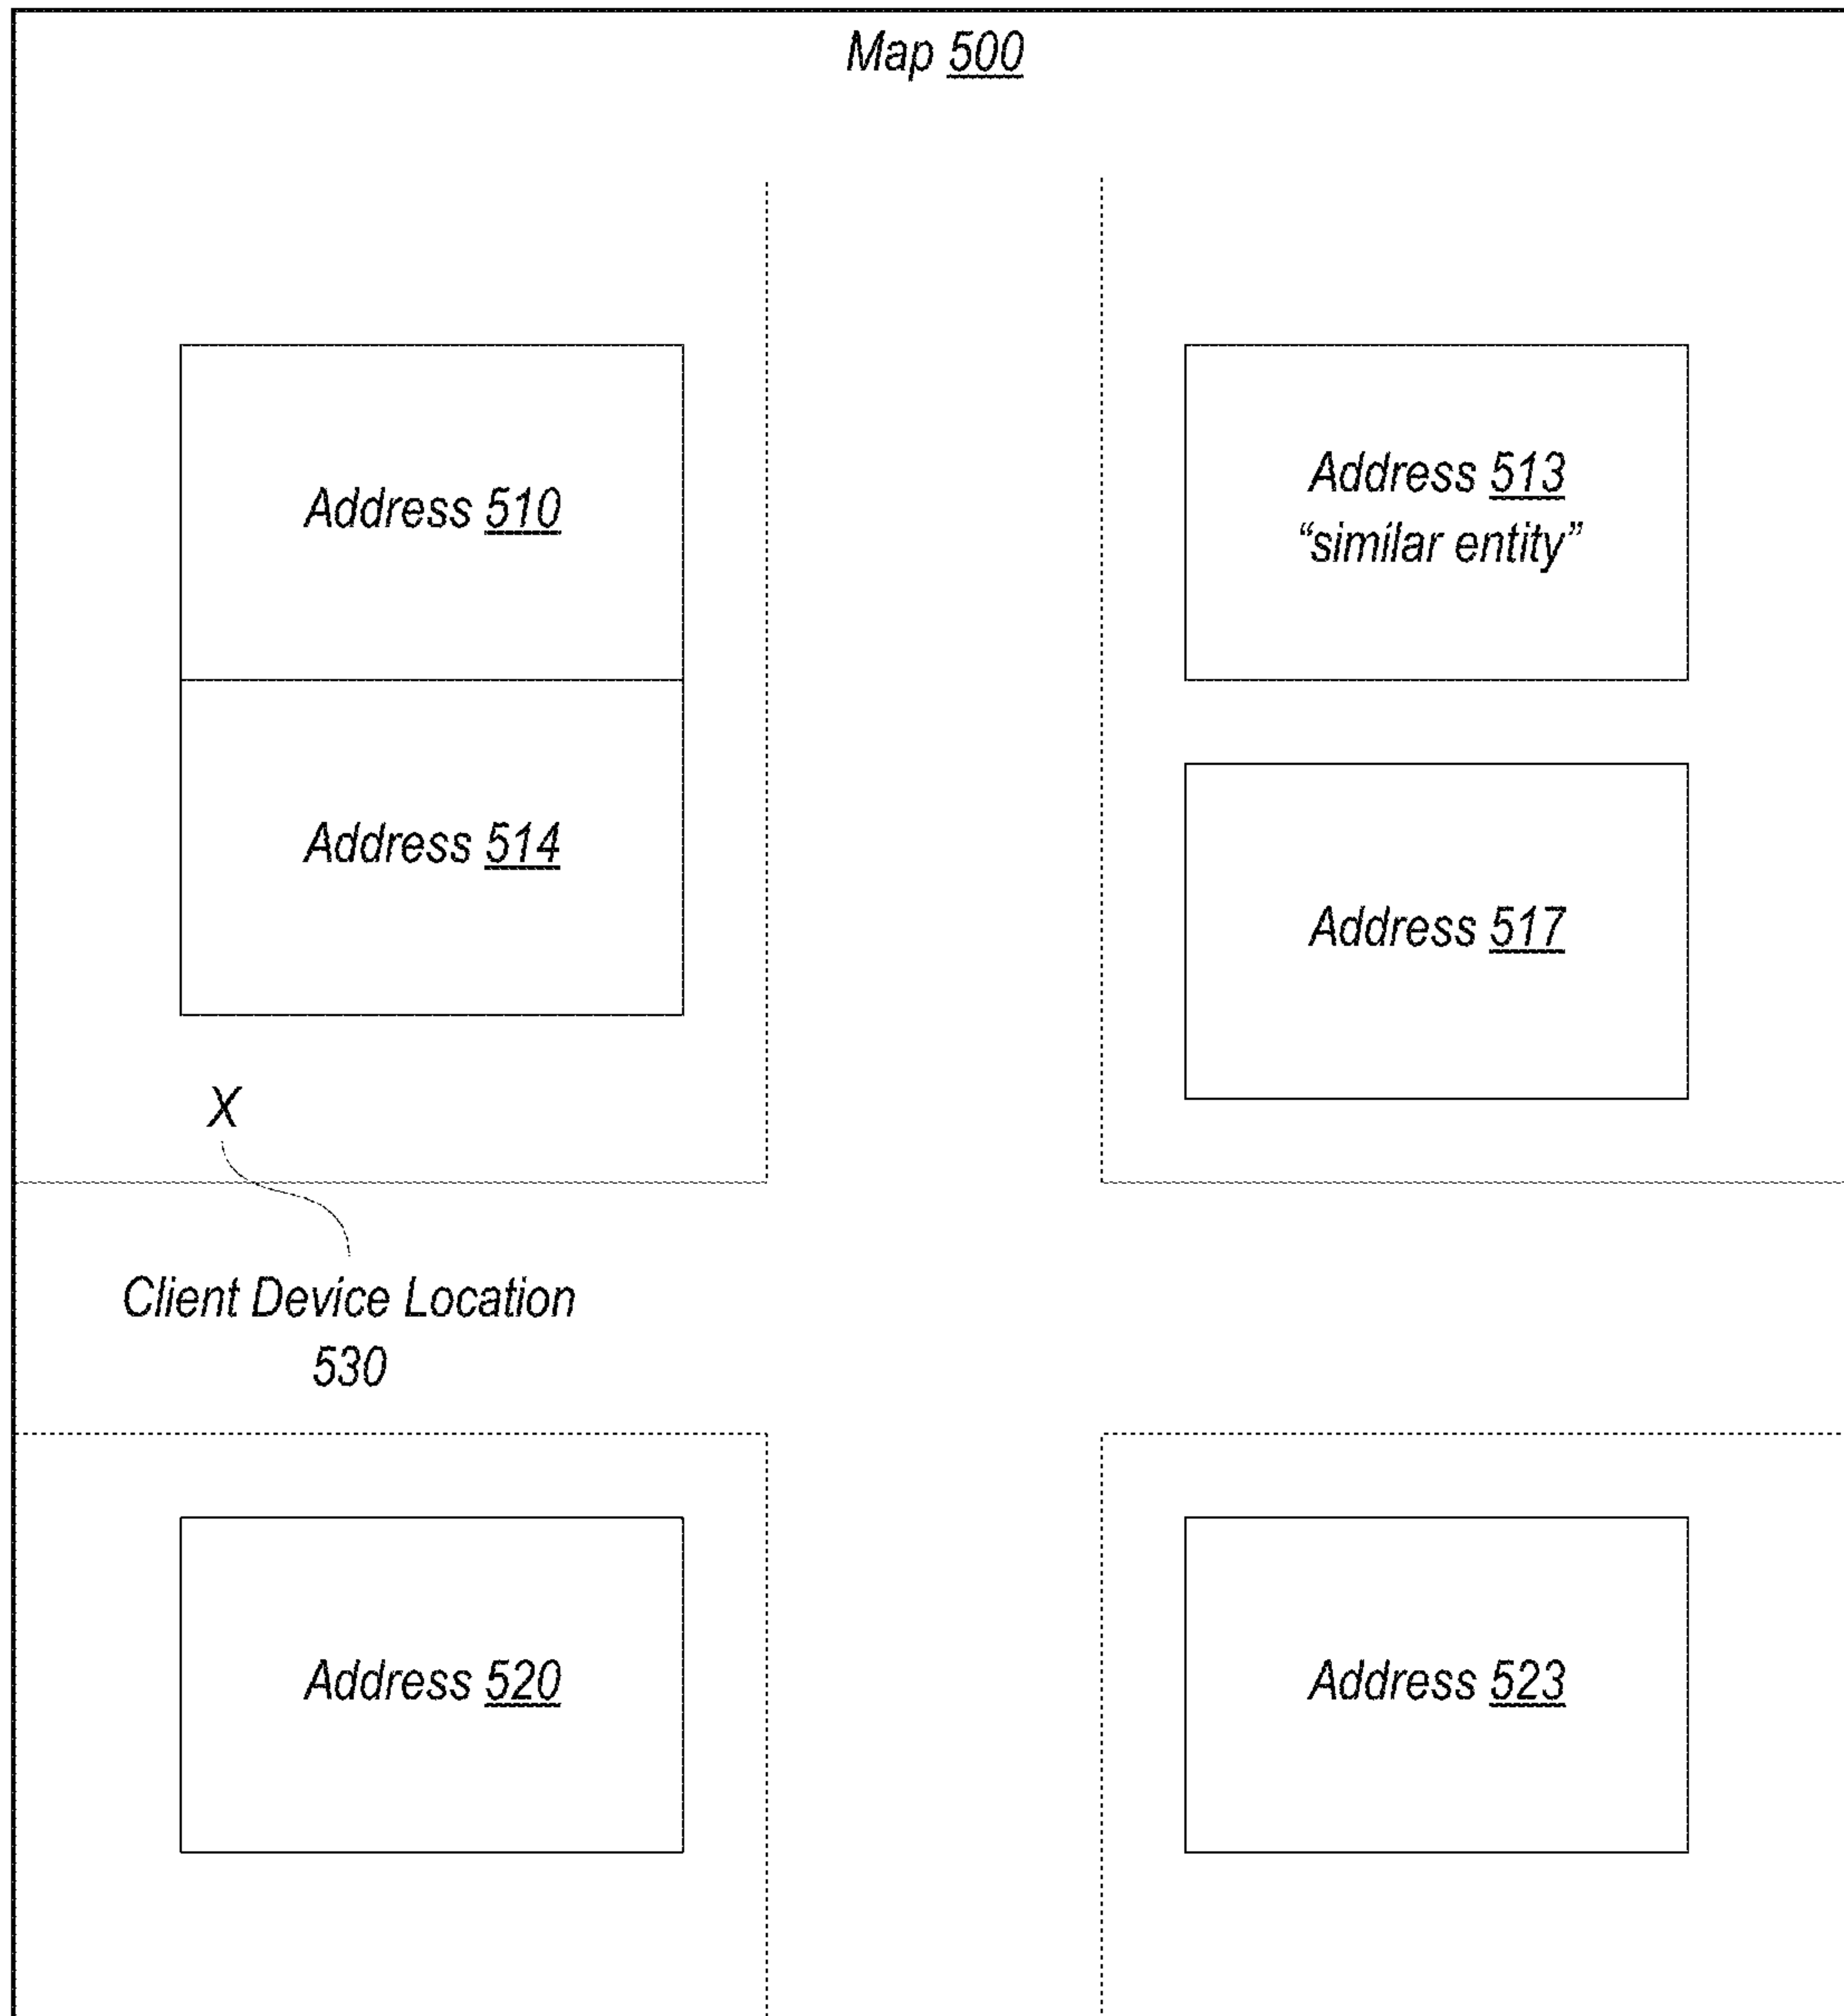 Map 500
Address 510
Address 513
“similar entity”
Address 514
Address 517
X
Client Device Location
530
Address 520
Address 523